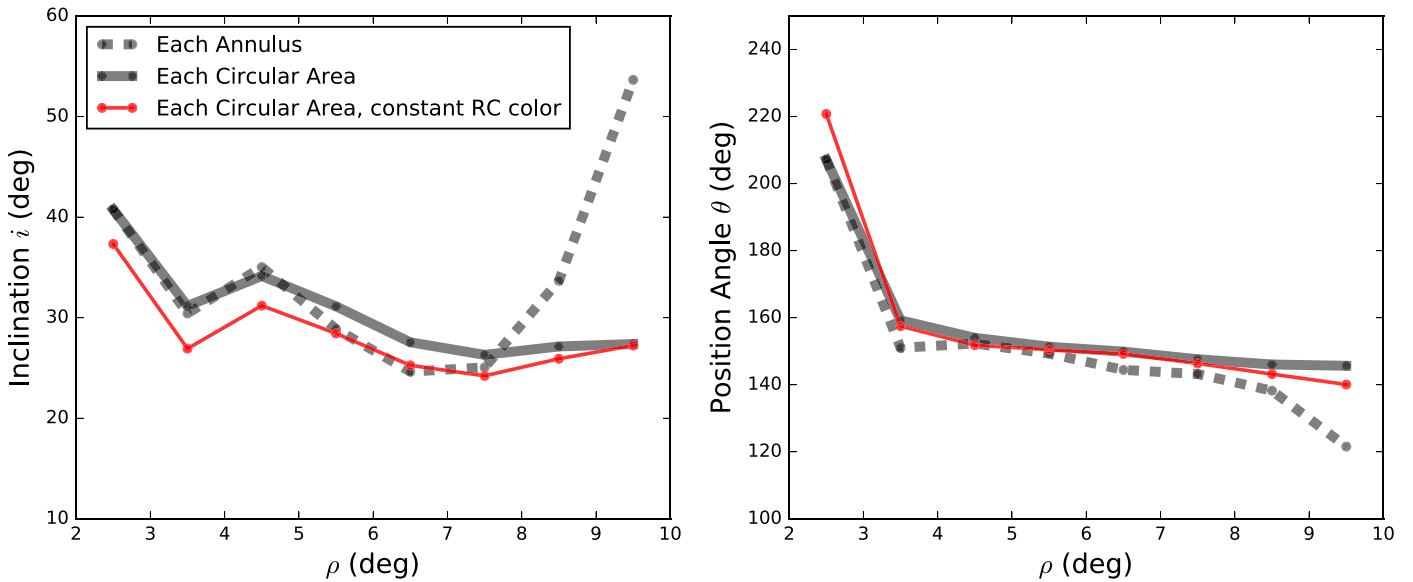 60
50
40
30
20
10
2 3 4 5 6 7 8 9 10
Inclination i (deg)
ρ (deg)
Each Annulus
Each Circular Area
Each Circular Area, constant RC color
240
220
200
180
160
140
120
100
2 3 4 5 6 7 8 9 10
Position Angle θ (deg)
ρ (deg)